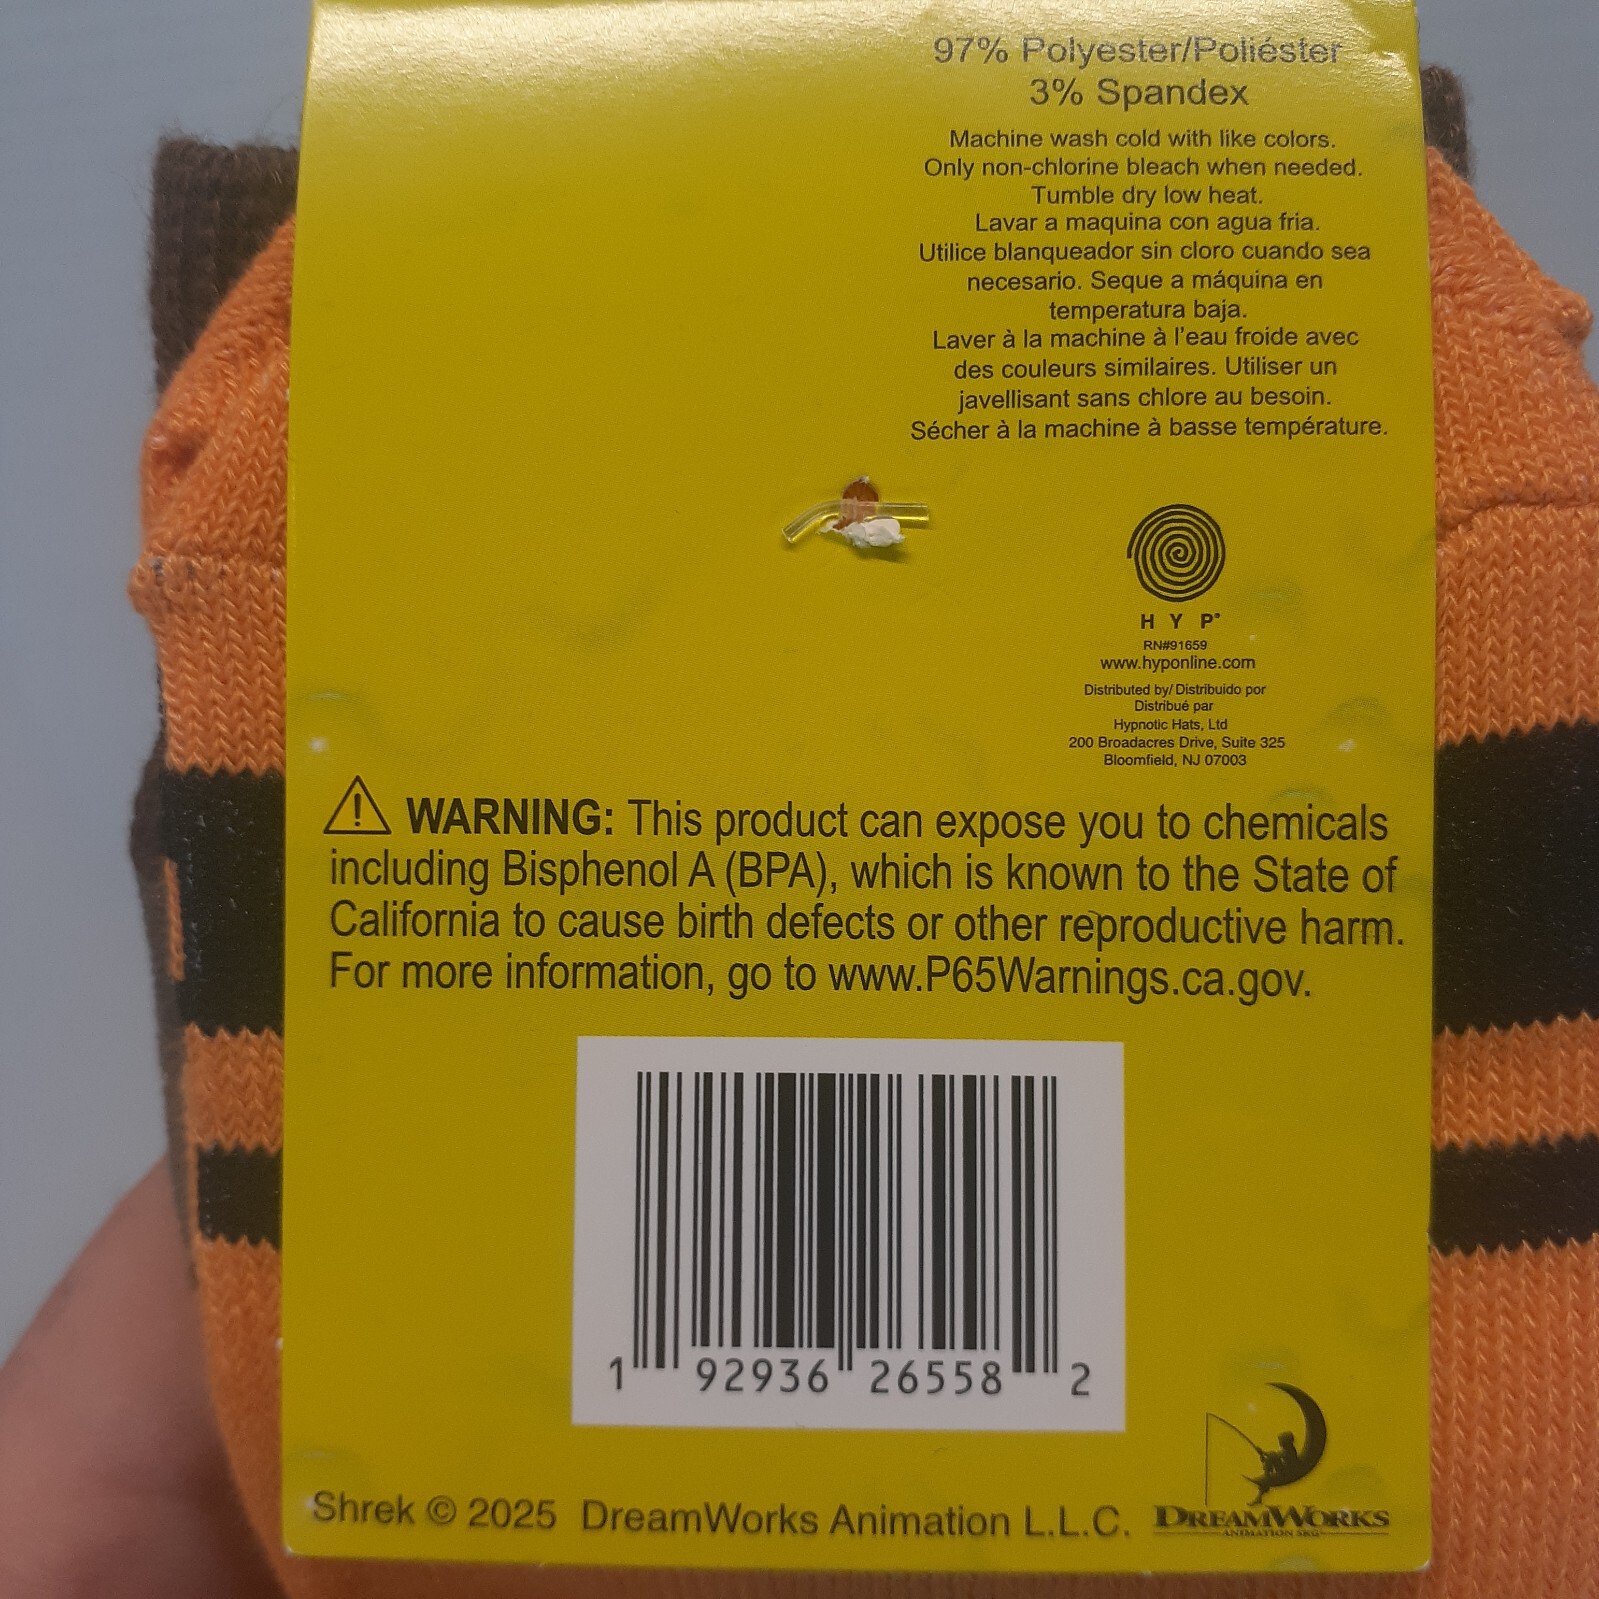 97% Polyester/Poliéster
3% Spandex
Machine wash cold with like colors.
Only non-chlorine bleach when needed.
Tumble dry low heat.
Lavar a maquina con agua fria.
Utilice blanqueador sin cloro cuando sea
necesario. Seque a máquina en
temperatura baja.
Laver à la machine à l'eau froide avec
des couleurs similaires. Utiliser un
javellisant sans chlore au besoin.
Sécher à la machine à basse température.
H Y P®
RN#91659
www.hyponline.com
Distributed by/ Distribuido por
Distribué par
Hypnotic Hats, Ltd
200 Broadacres Drive, Suite 325
Bloomfield, NJ 07003
WARNING: This product can expose you to chemicals
including Bisphenol A (BPA), which is known to the State of
California to cause birth defects or other reproductive harm.
For more information, go to www.P65Warnings.ca.gov.
1 92936 26558 2
Shrek © 2025 DreamWorks Animation L.L.C.
DREAMWORKS
ANIMATION SKG